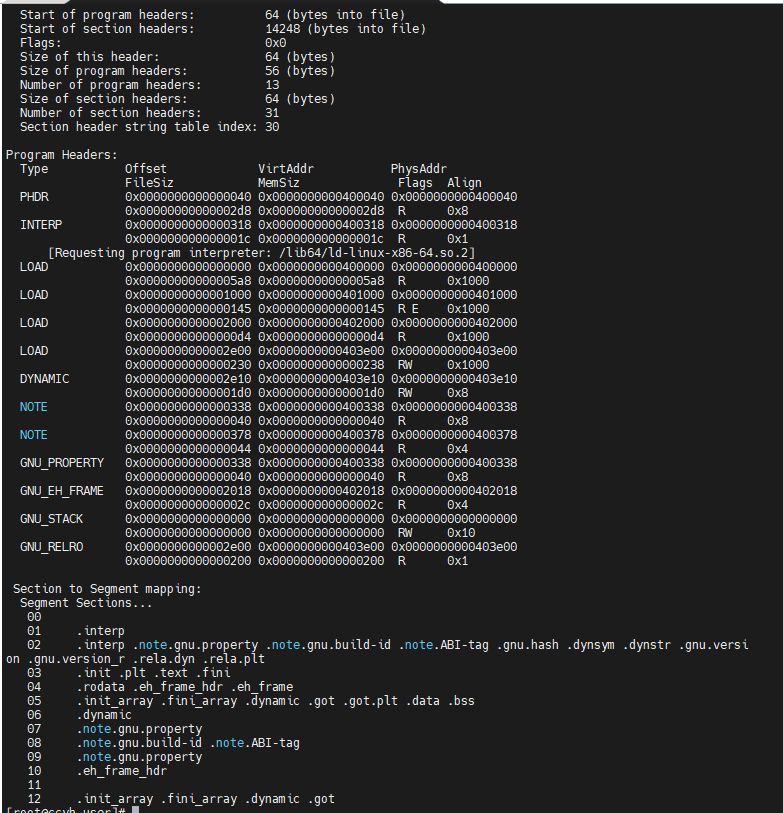 Start of program headers: 64 (bytes into file)
Start of section headers: 14248 (bytes into file)
Flags: 0x0
Size of this header: 64 (bytes)
Size of program headers: 56 (bytes)
Number of program headers: 13
Size of section headers: 64 (bytes)
Number of section headers: 31
Section header string table index: 30

Program Headers:
Type Offset VirtAddr PhysAddr
FileSiz MemSiz Flags Align
PHDR 0x0000000000000040 0x0000000000400040 0x0000000000400040
0x00000000000002d8 0x00000000000002d8 R 0x8
INTERP 0x0000000000000318 0x0000000000400318 0x0000000000400318
0x000000000000001c 0x000000000000001c R 0x1
[Requesting program interpreter: /lib64/ld-linux-x86-64.so.2]
LOAD 0x0000000000000000 0x0000000000400000 0x0000000000400000
0x00000000000005a8 0x00000000000005a8 R 0x1000
LOAD 0x0000000000001000 0x0000000000401000 0x0000000000401000
0x0000000000000145 0x0000000000000145 R E 0x1000
LOAD 0x0000000000002000 0x0000000000402000 0x0000000000402000
0x00000000000000d4 0x00000000000000d4 R 0x1000
LOAD 0x0000000000002e00 0x0000000000403e00 0x0000000000403e00
0x0000000000000230 0x0000000000000238 RW 0x1000
DYNAMIC 0x0000000000002e10 0x0000000000403e10 0x0000000000403e10
0x00000000000001d0 0x00000000000001d0 RW 0x8
NOTE 0x0000000000000338 0x0000000000400338 0x0000000000400338
0x0000000000000040 0x0000000000000040 R 0x8
NOTE 0x0000000000000378 0x0000000000400378 0x0000000000400378
0x0000000000000044 0x0000000000000044 R 0x4
GNU_PROPERTY 0x0000000000000338 0x0000000000400338 0x0000000000400338
0x0000000000000040 0x0000000000000040 R 0x8
GNU_EH_FRAME 0x0000000000002018 0x0000000000402018 0x0000000000402018
0x000000000000002c 0x000000000000002c R 0x4
GNU_STACK 0x0000000000000000 0x0000000000000000 0x0000000000000000
0x0000000000000000 0x0000000000000000 RW 0x10
GNU_RELRO 0x0000000000002e00 0x0000000000403e00 0x0000000000403e00
0x0000000000000200 0x0000000000000200 R 0x1

Section to Segment mapping:
Segment Sections...
00
01 .interp
02 .interp .note.gnu.property .note.gnu.build-id .note.ABI-tag .gnu.hash .dynsym .dynstr .gnu.versi
on .gnu.version_r .rela.dyn .rela.plt
03 .init .plt .text .fini
04 .rodata .eh_frame_hdr .eh_frame
05 .init_array .fini_array .dynamic .got .got.plt .data .bss
06 .dynamic
07 .note.gnu.property
08 .note.gnu.build-id .note.ABI-tag
09 .note.gnu.property
10 .eh_frame_hdr
11
12 .init_array .fini_array .dynamic .got